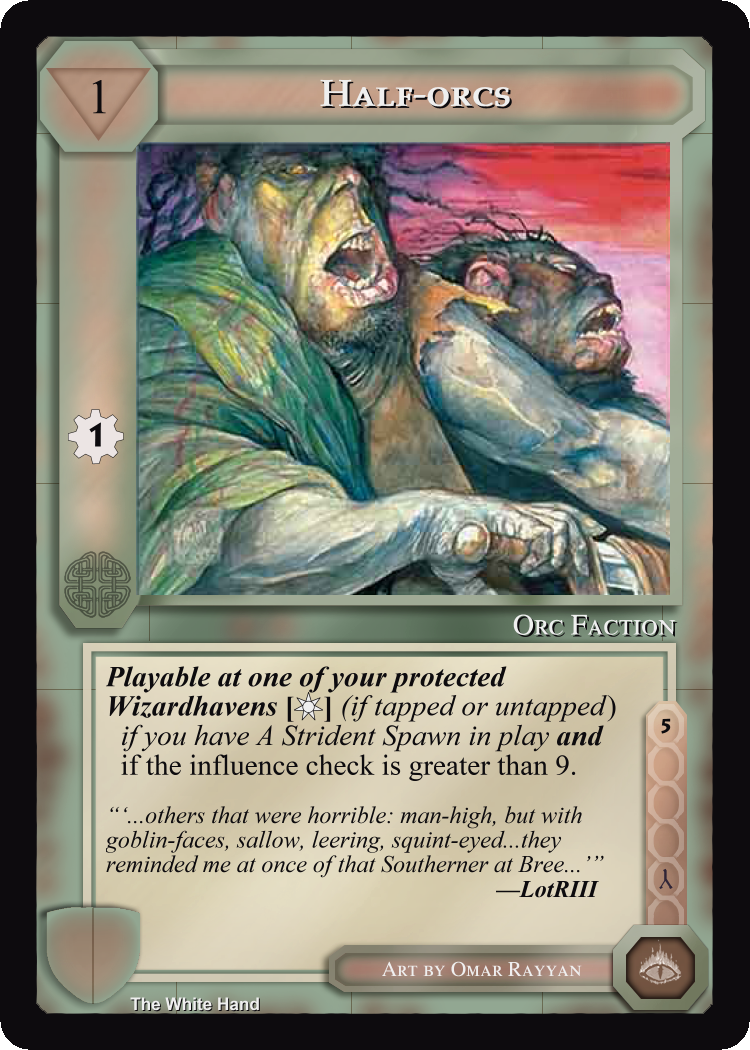 1
Half-orcs
1
Orc Faction
Playable at one of your protected
Wizardhavens [] (if tapped or untapped)
if you have A Strident Spawn in play and
if the influence check is greater than 9.
5
“‘...others that were horrible: man-high, but with
goblin-faces, sallow, leering, squint-eyed...they
reminded me at once of that Southerner at Bree...’”
—LotRIII
Art by Omar Rayyan
The White Hand